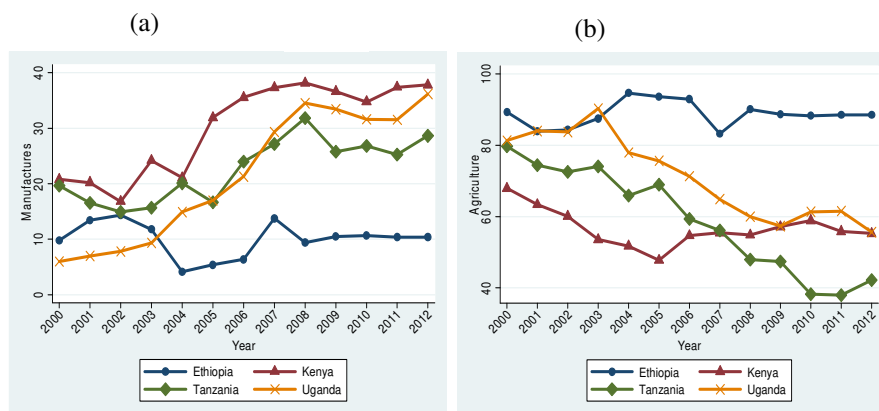 (a)
(b)
Manufactures
40
30
20
10
0
2000 2001 2002 2003 2004 2005 2006 2007 2008 2009 2010 2011 2012
Year
Ethiopia Kenya
Tanzania Uganda
Agriculture
100
80
60
40
2000 2001 2002 2003 2004 2005 2006 2007 2008 2009 2010 2011 2012
Year
Ethiopia Kenya
Tanzania Uganda